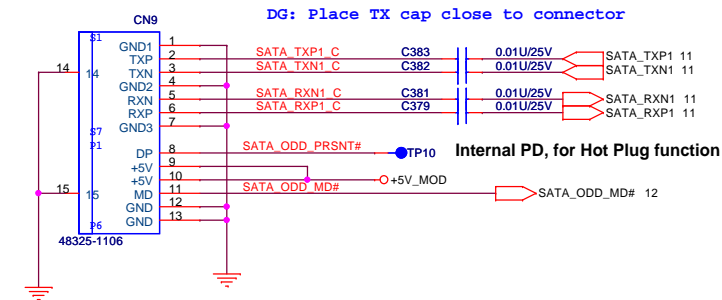 DG: Place TX cap close to connector
CN9
S1
GND1 1
TXP 2 SATA_TXP1_C C383 0.01U/25V SATA_TXP1 11
14 14 TXN 3 SATA_TXN1_C C382 0.01U/25V SATA_TXN1 11
GND2 4
RXN 5 SATA_RXN1_C C381 0.01U/25V SATA_RXN1 11
RXP 6 SATA_RXP1_C C379 0.01U/25V SATA_RXP1 11
S7 GND3 7
P1
DP 8 SATA_ODD_PRSNT# TP10 Internal PD, for Hot Plug function
+5V 9
+5V 10 +5V_MOD
15 15 MD 11 SATA_ODD_MD# SATA_ODD_MD# 12
GND 12
P6 GND 13
48325-1106